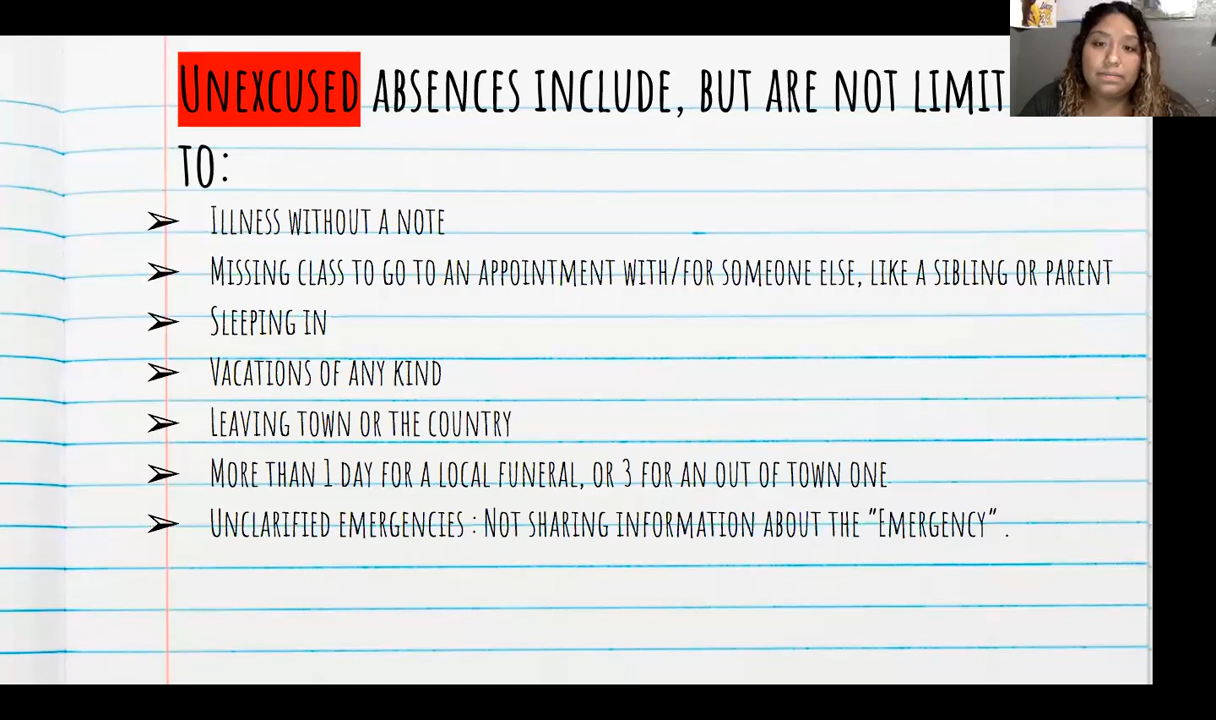 Unexcused absences include, but are not limit
to:
➢ Illness without a note
➢ Missing class to go to an appointment with/for someone else, like a sibling or parent
➢ Sleeping in
➢ Vacations of any kind
➢ Leaving town or the country
➢ More than 1 day for a local funeral, or 3 for an out of town one
➢ Unclarified emergencies : Not sharing information about the "Emergency" .